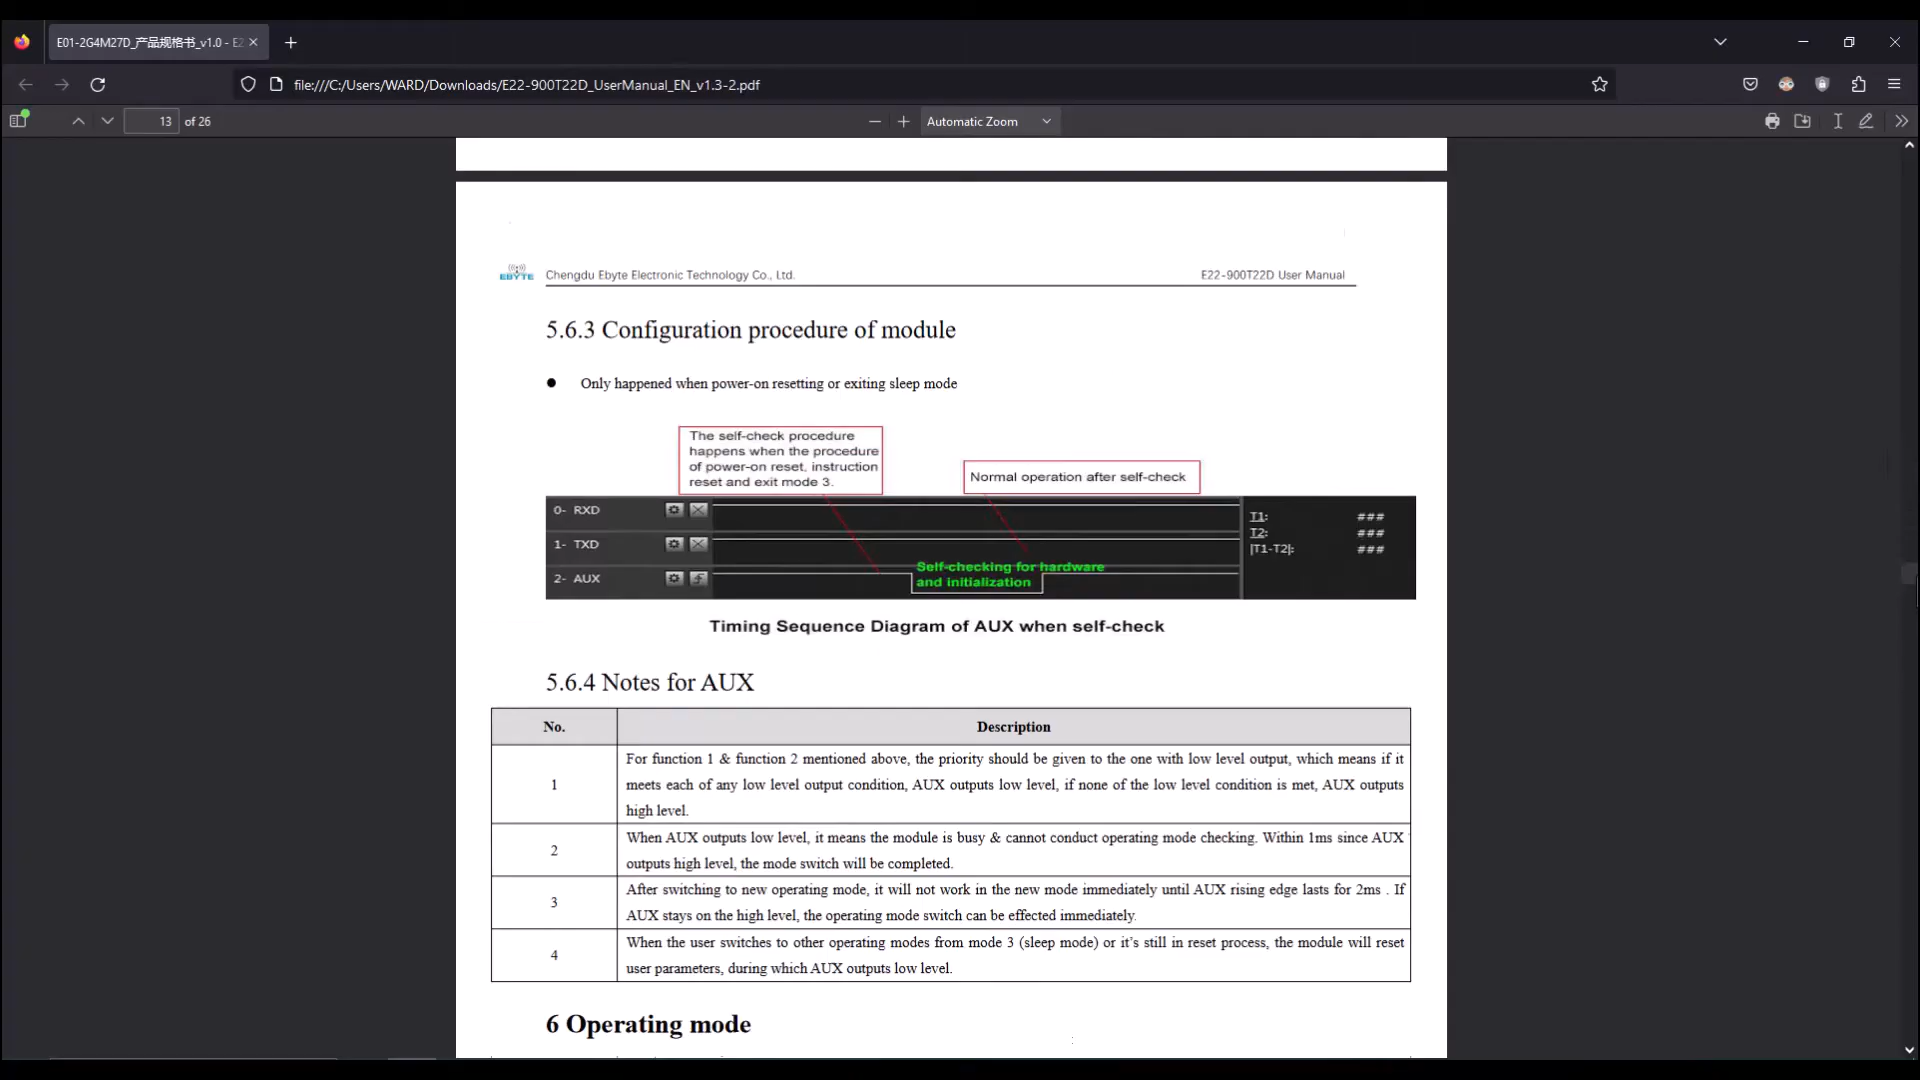 E01-2G4M27D_产品规格书_v1.0 - E2
file:///C:/Users/WARD/Downloads/E22-900T22D_UserManual_EN_v1.3-2.pdf
13 of 26
Automatic Zoom
EBYTE Chengdu Ebyte Electronic Technology Co., Ltd. E22-900T22D User Manual
5.6.3 Configuration procedure of module
● Only happened when power-on resetting or exiting sleep mode
The self-check procedure
happens when the procedure
of power-on reset, instruction
reset and exit mode 3.
Normal operation after self-check
0- RXD
1- TXD
2- AUX
Self-checking for hardware
and initialization
T1: ###
T2: ###
|T1-T2|: ###
Timing Sequence Diagram of AUX when self-check
5.6.4 Notes for AUX
No. Description
1
For function 1 & function 2 mentioned above, the priority should be given to the one with low level output, which means if it
meets each of any low level output condition, AUX outputs low level, if none of the low level condition is met, AUX outputs
high level.
2
When AUX outputs low level, it means the module is busy & cannot conduct operating mode checking. Within 1ms since AUX
outputs high level, the mode switch will be completed.
3
After switching to new operating mode, it will not work in the new mode immediately until AUX rising edge lasts for 2ms . If
AUX stays on the high level, the operating mode switch can be effected immediately.
4
When the user switches to other operating modes from mode 3 (sleep mode) or it's still in reset process, the module will reset
user parameters, during which AUX outputs low level.
6 Operating mode